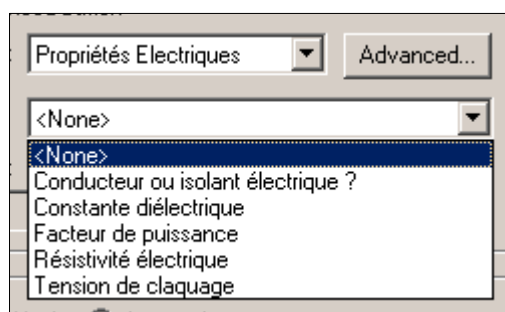 Propriétés Electriques
Advanced...
<None>
<None>
Conducteur ou isolant électrique ?
Constante diélectrique
Facteur de puissance
Résistivité électrique
Tension de claquage